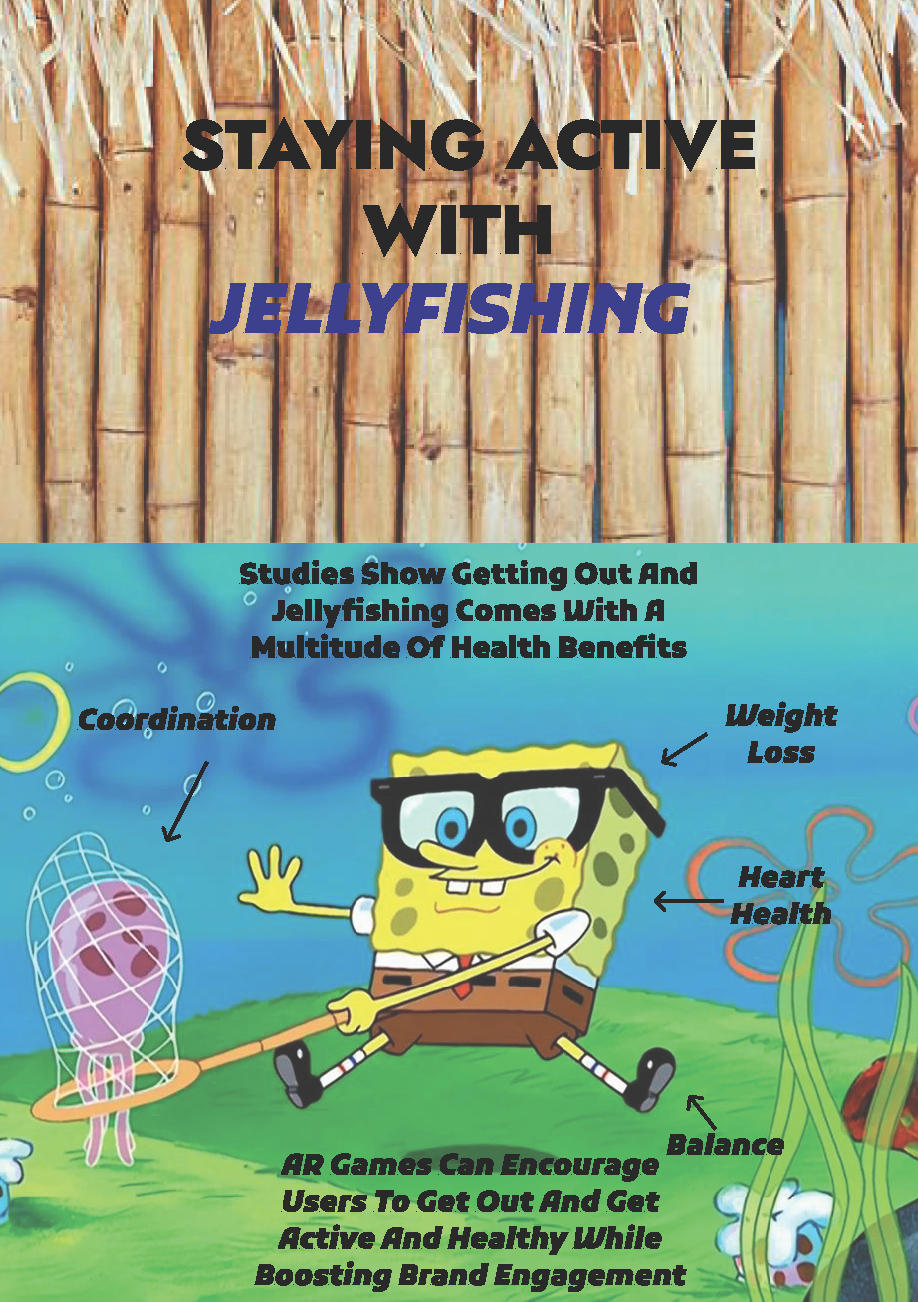 STAYING ACTIVE
WITH
JELLYFISHING
Studies Show Getting Out And
Jellyfishing Comes With A
Multitude Of Health Benefits
Coordination
Weight
Loss
Heart
Health
Balance
AR Games Can Encourage
Users To Get Out And Get
Active And Healthy While
Boosting Brand Engagement